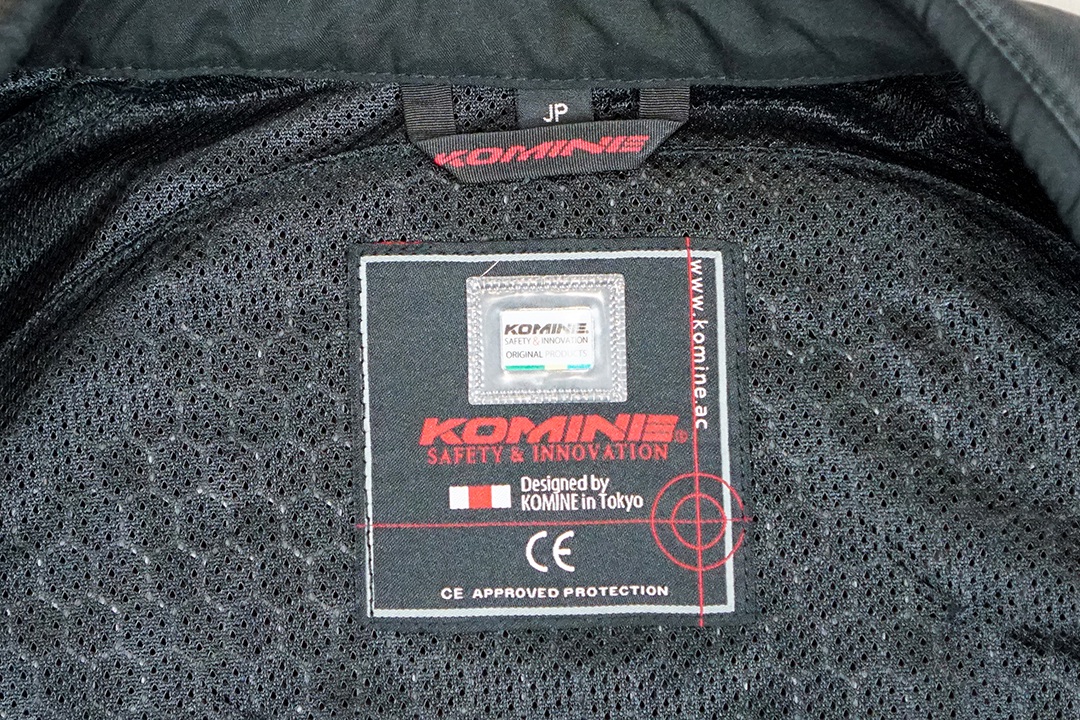 JP
KOMINE
KOMINE.
SAFETY & INNOVATION
ORIGINAL PRODUCTS
www.komine.ac
KOMINE®
SAFETY & INNOVATION
Designed by
KOMINE in Tokyo
CE
CE APPROVED PROTECTION